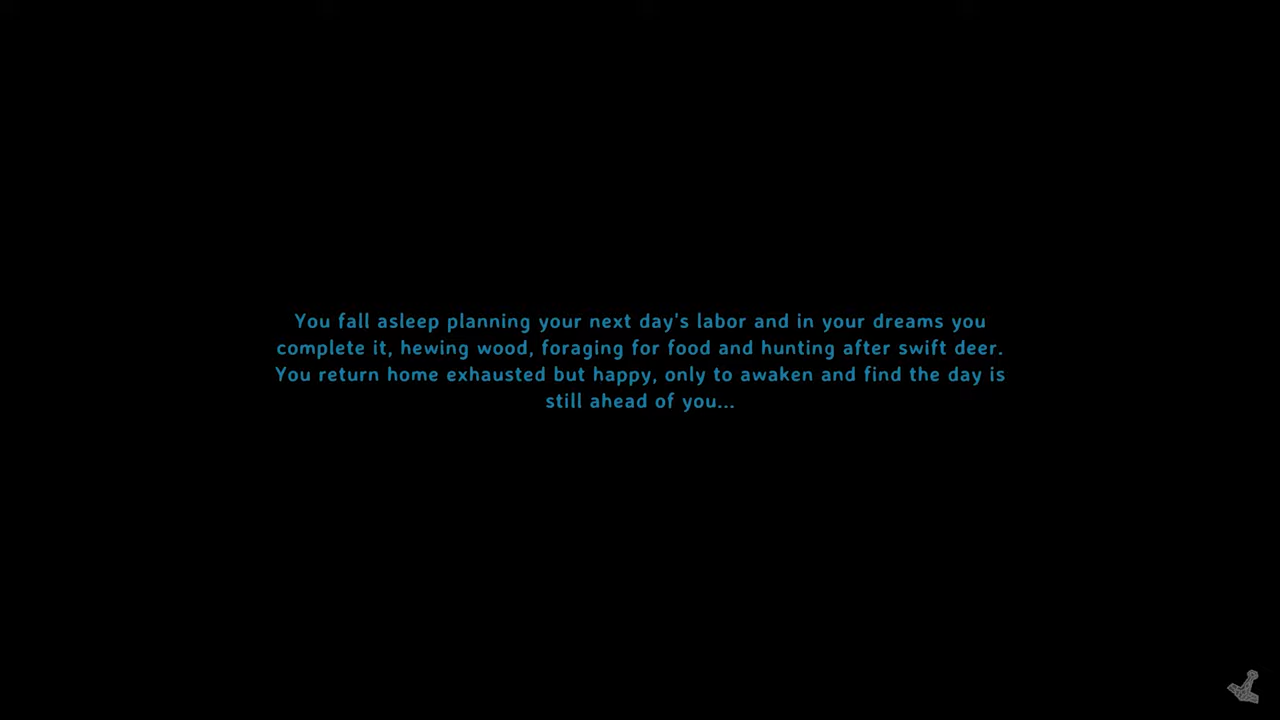 You fall asleep planning your next day's labor and in your dreams you
complete it, hewing wood, foraging for food and hunting after swift deer.
You return home exhausted but happy, only to awaken and find the day is
still ahead of you...